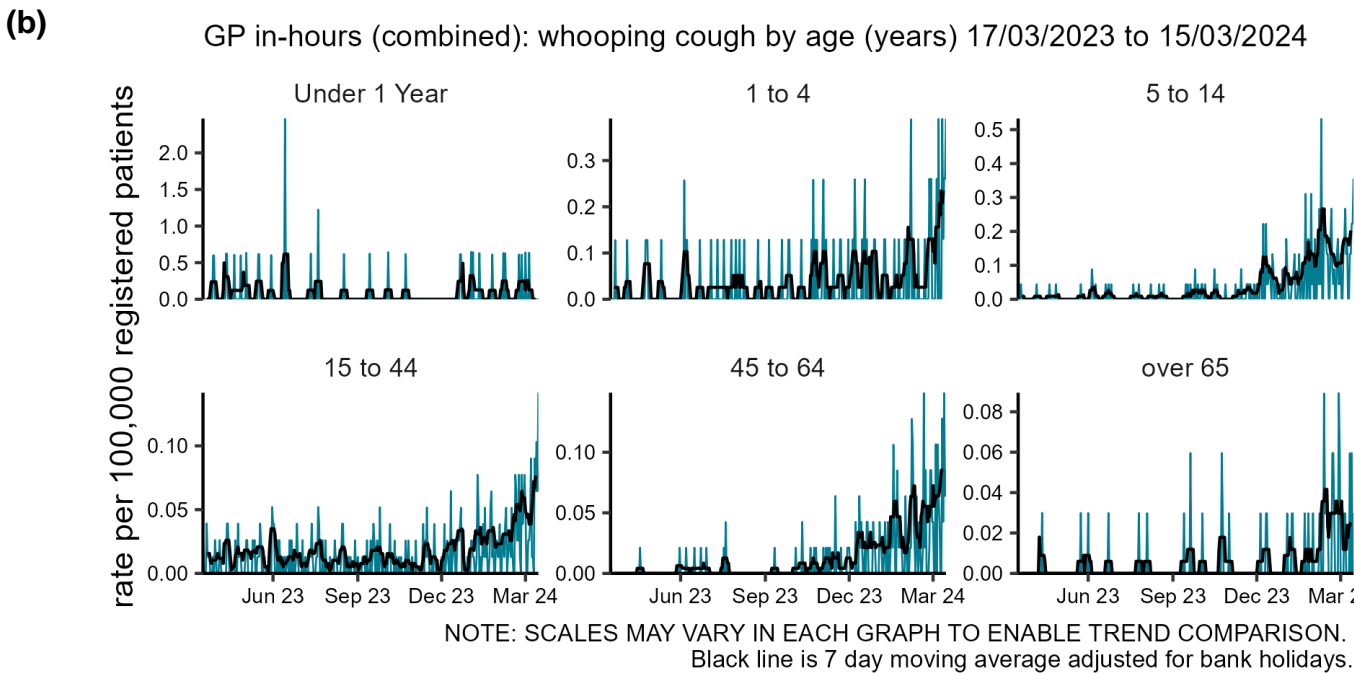 (b)
GP in-hours (combined): whooping cough by age (years) 17/03/2023 to 15/03/2024
rate per 100,000 registered patients
Under 1 Year
2.0
1.5
1.0
0.5
0.0
1 to 4
0.3
0.2
0.1
0.0
5 to 14
0.5
0.4
0.3
0.2
0.1
0.0
15 to 44
0.10
0.05
0.00
Jun 23 Sep 23 Dec 23 Mar 24
45 to 64
0.10
0.05
0.00
Jun 23 Sep 23 Dec 23 Mar 24
over 65
0.08
0.06
0.04
0.02
0.00
Jun 23 Sep 23 Dec 23 Mar 2
NOTE: SCALES MAY VARY IN EACH GRAPH TO ENABLE TREND COMPARISON.
Black line is 7 day moving average adjusted for bank holidays.